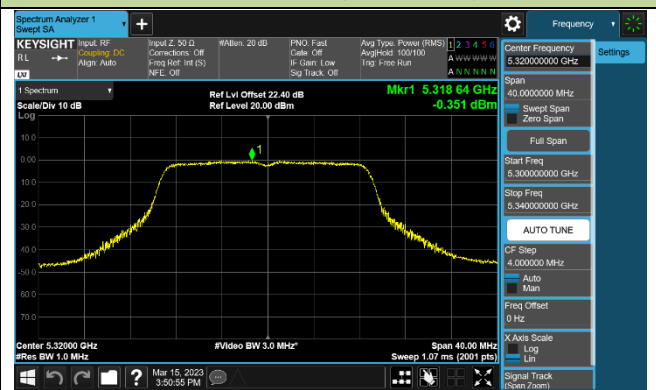 Spectrum Analyzer 1
Swept SA
Frequency
KEYSIGHT
RL
Input: RF
Coupling: DC
Align: Auto
Input Z: 50 Ω
Corrections: Off
Freq Ref: Int (S)
NFE: Off
#Atten: 20 dB
PNO: Fast
Gate: Off
IF Gain: Low
Sig Track: Off
Avg Type: Power (RMS)
Avg|Hold: 100/100
Trig: Free Run
1 2 3 4 5 6
A W W W W W
A N N N N N
LXI
1 Spectrum
Scale/Div 10 dB
Log
Ref Lvl Offset 22.40 dB
Ref Level 20.00 dBm
Mkr1 5.318 64 GHz
-0.351 dBm
1
10.0
0.00
-10.0
-20.0
-30.0
-40.0
-50.0
-60.0
-70.0
Center 5.32000 GHz
#Res BW 1.0 MHz
#Video BW 3.0 MHz*
Span 40.00 MHz
Sweep 1.07 ms (2001 pts)
Mar 15, 2023
3:50:55 PM
Settings
Center Frequency
5.320000000 GHz
Span
40.0000000 MHz
Swept Span
Zero Span
Full Span
Start Freq
5.300000000 GHz
Stop Freq
5.340000000 GHz
AUTO TUNE
CF Step
4.000000 MHz
Auto
Man
Freq Offset
0 Hz
X Axis Scale
Log
Lin
Signal Track
(Span Zoom)